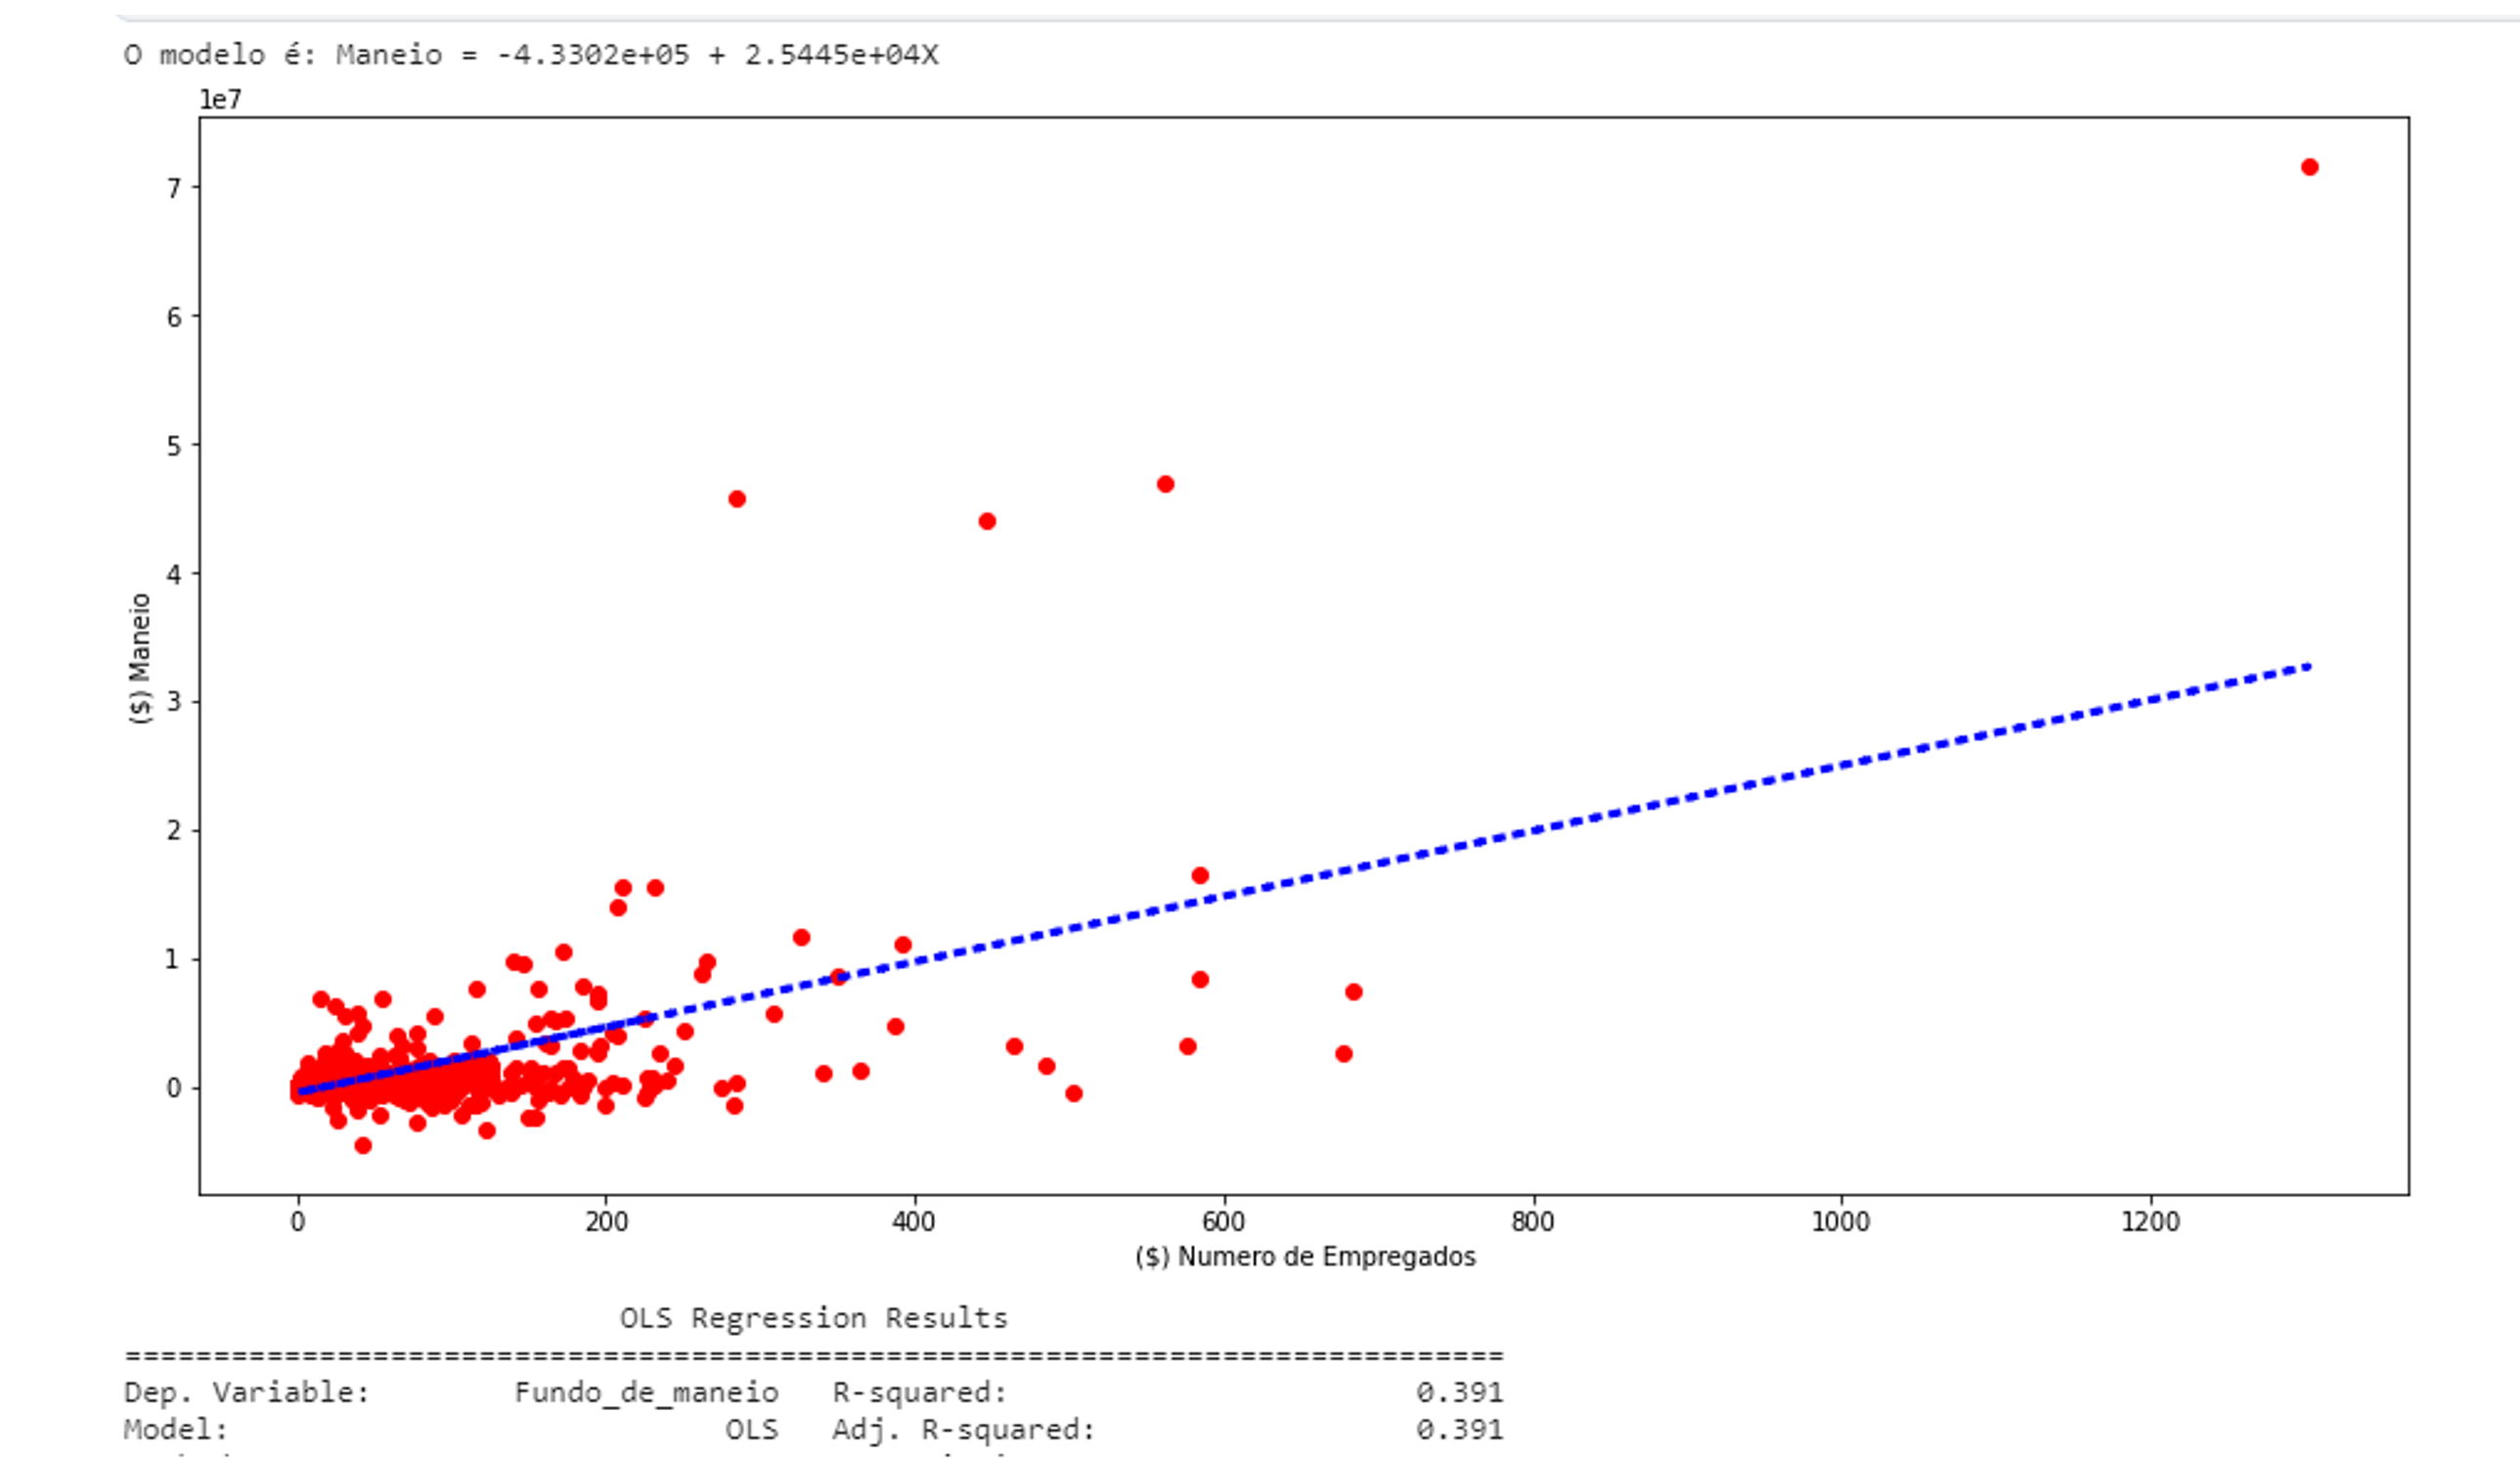 O modelo é: Maneio = -4.3302e+05 + 2.5445e+04X
1e7
7
6
5
4
3
2
1
0
($) Maneio
0 200 400 600 800 1000 1200
($) Numero de Empregados
OLS Regression Results
==============================================================================
Dep. Variable: Fundo_de_maneio R-squared: 0.391
Model: OLS Adj. R-squared: 0.391